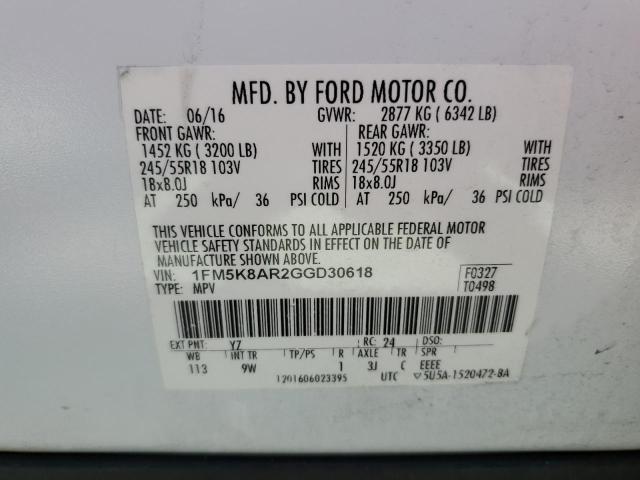 MFD. BY FORD MOTOR CO.
DATE: 06/16 GVWR: 2877 KG ( 6342 LB)
FRONT GAWR: REAR GAWR:
1452 KG ( 3200 LB) WITH 1520 KG ( 3350 LB) WITH
245/55R18 103V TIRES 245/55R18 103V TIRES
18x8.0J RIMS 18x8.0J RIMS
AT 250 kPa/ 36 PSI COLD AT 250 kPa/ 36 PSI COLD
THIS VEHICLE CONFORMS TO ALL APPLICABLE FEDERAL MOTOR
VEHICLE SAFETY STANDARDS IN EFFECT ON THE DATE OF
MANUFACTURE SHOWN ABOVE.
VIN: 1FM5K8AR2GGD30618 F0327
TYPE: MPV T0498
EXT PNT: YZ RC: 24 DSO:
WB INT TR TP/PS R AXLE TR SPR
113 9W 1 3J C EEEE
1201606023395 UTC ▽5U5A-1520472-BA